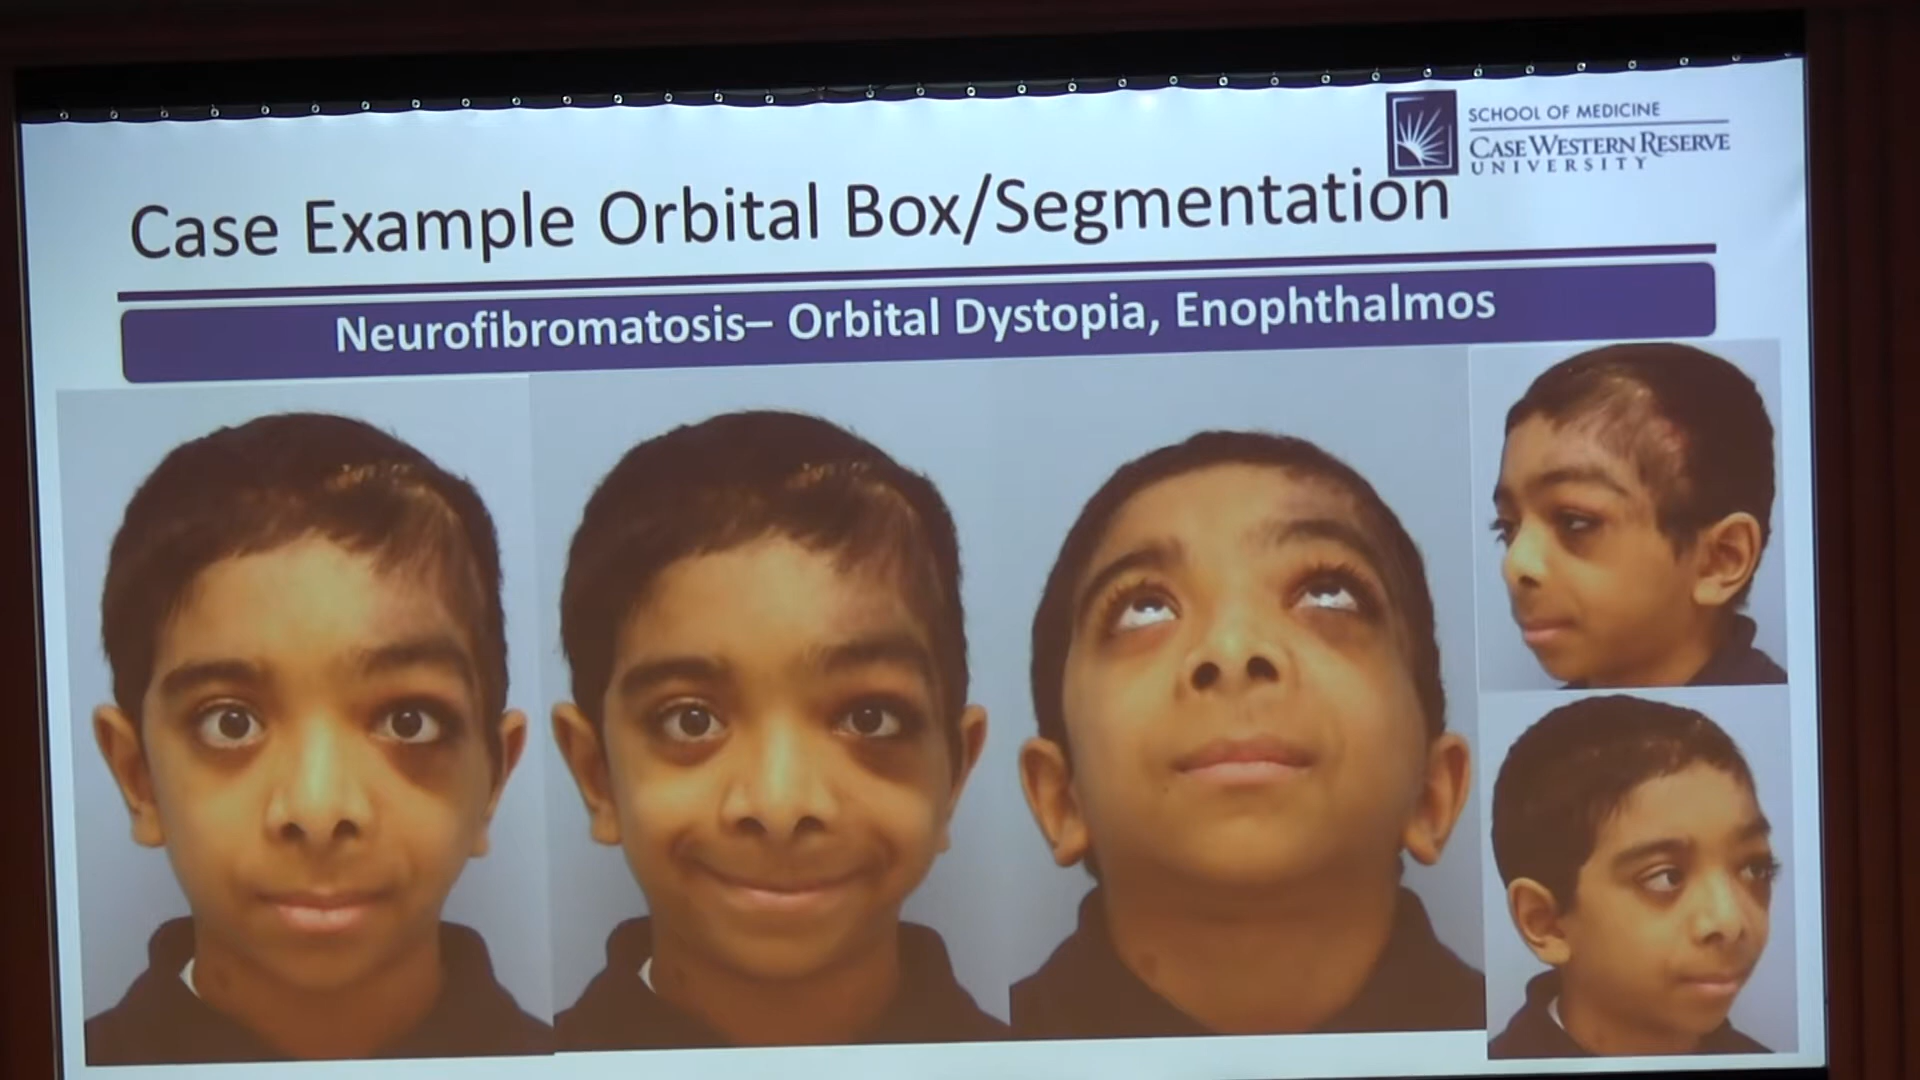 SCHOOL OF MEDICINE
CASE WESTERN RESERVE
UNIVERSITY
Case Example Orbital Box/Segmentation
Neurofibromatosis– Orbital Dystopia, Enophthalmos